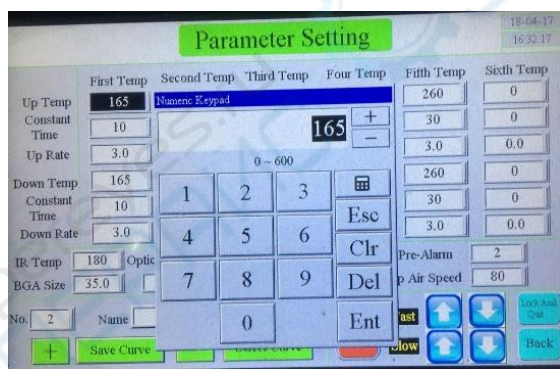 Parameter Setting
18-04-17
16:32:17
First Temp Second Temp Third Temp Four Temp Fifth Temp Sixth Temp
Up Temp 165 260 0
Constant Time 10 30 0
Up Rate 3.0 3.0 0.0
Down Temp 165 260 0
Constant Time 10 30 0
Down Rate 3.0 3.0 0.0
Numeric Keypad
165 + -
0 ~ 600
1 2 3
4 5 6 Esc
Clr
7 8 9 Del
0 Ent
IR Temp 180 Optic Pre-Alarm 2
BGA Size 35.0 p Air Speed 80
No. 2 Name Fast Lock And Quit
+ Save Curve Curve Slow Back